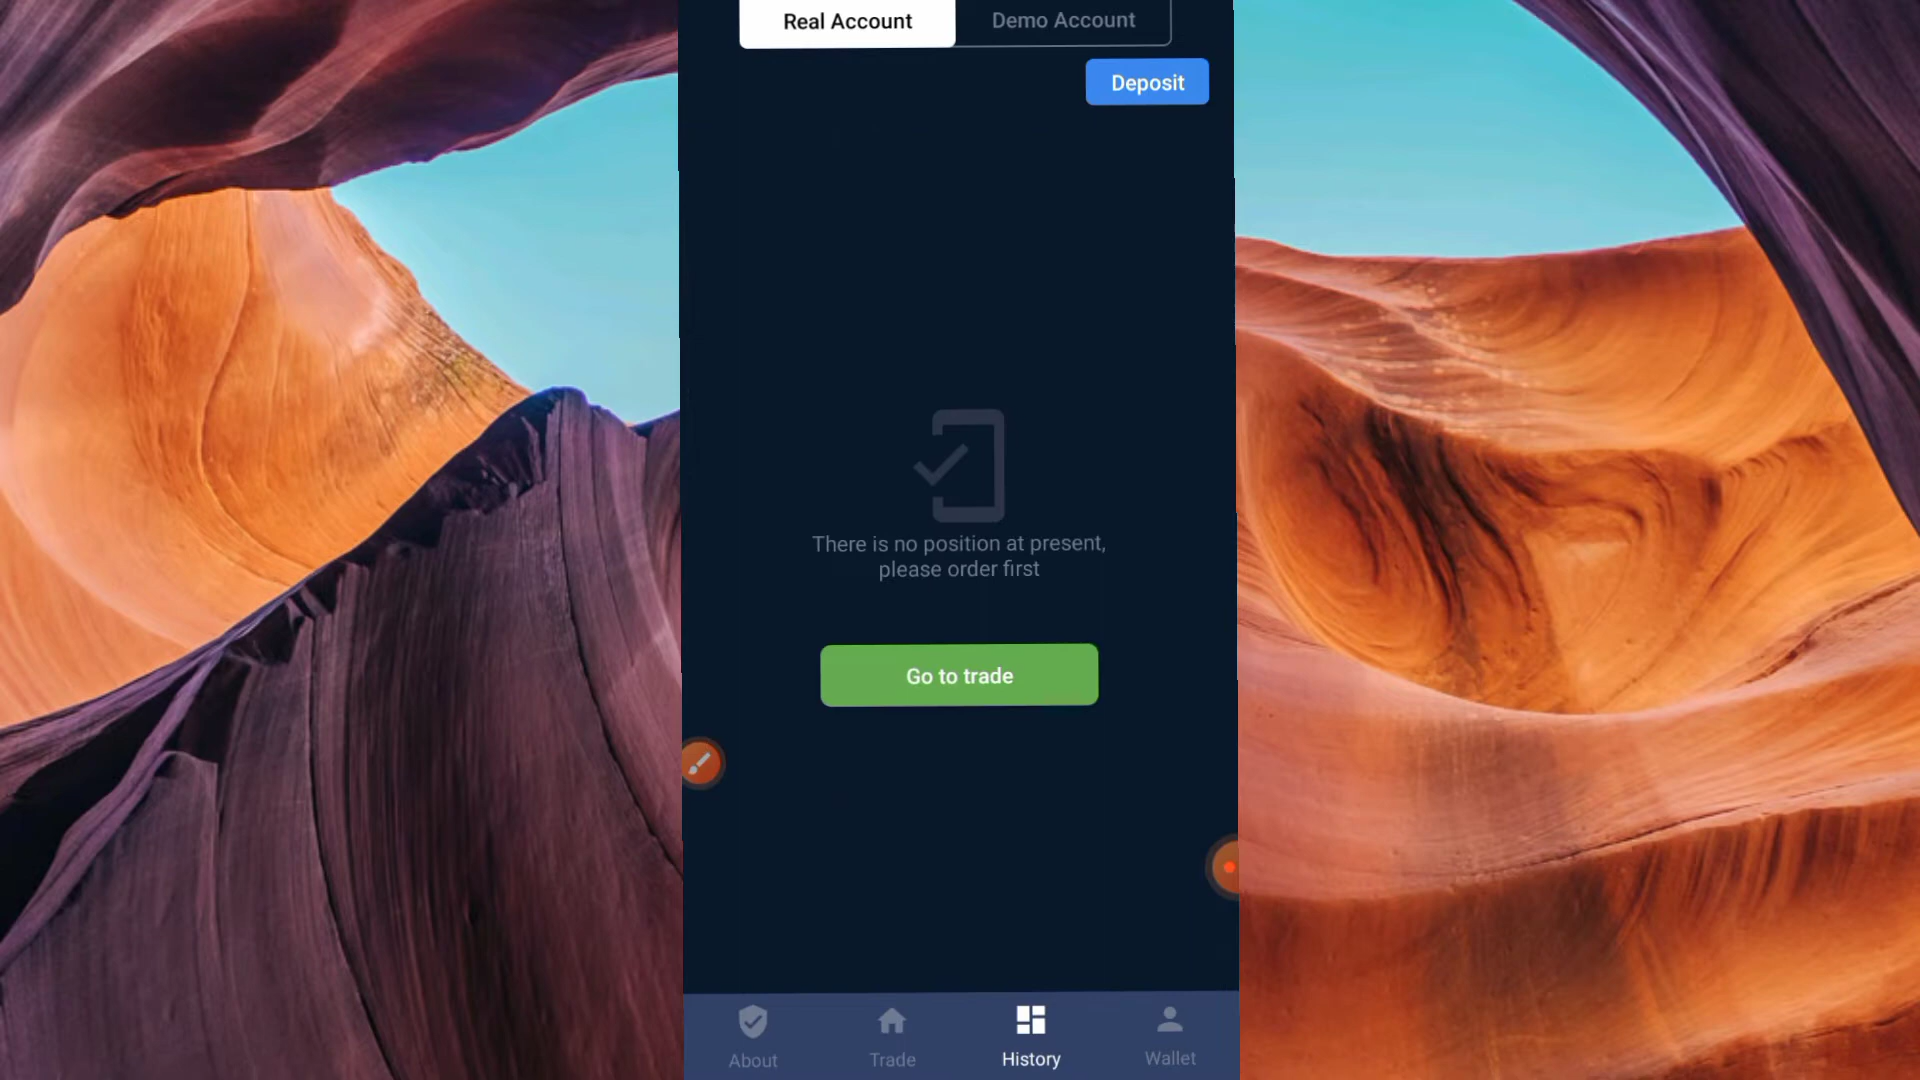 Real Account
Demo Account
Deposit
There is no position at present,
please order first
Go to trade
About
Trade
History
Wallet